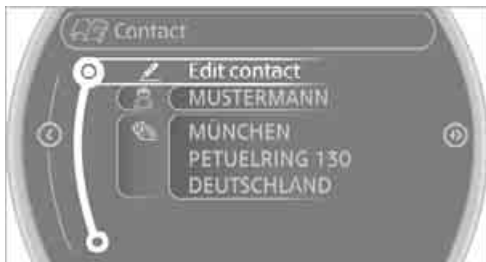 Contact
Edit contact
MUSTERMANN
MÜNCHEN
PETUELRING 130
DEUTSCHLAND